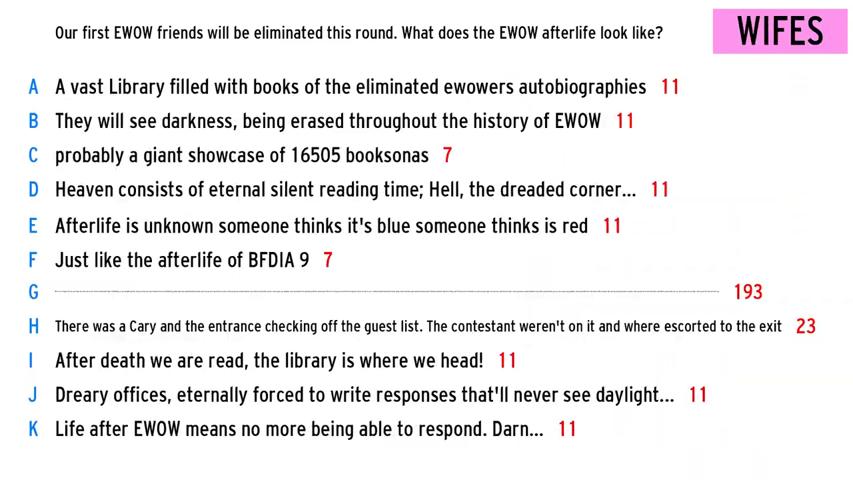 Our first EWOW friends will be eliminated this round. What does the EWOW afterlife look like?
WIFES
A A vast Library filled with books of the eliminated ewowers autobiographies 11
B They will see darkness, being erased throughout the history of EWOW 11
C probably a giant showcase of 16505 booksonas 7
D Heaven consists of eternal silent reading time; Hell, the dreaded corner... 11
E Afterlife is unknown someone thinks it's blue someone thinks is red 11
F Just like the afterlife of BFDIA 9 7
G 193
H There was a Cary and the entrance checking off the guest list. The contestant weren't on it and where escorted to the exit 23
I After death we are read, the library is where we head! 11
J Dreary offices, eternally forced to write responses that'll never see daylight... 11
K Life after EWOW means no more being able to respond. Darn... 11